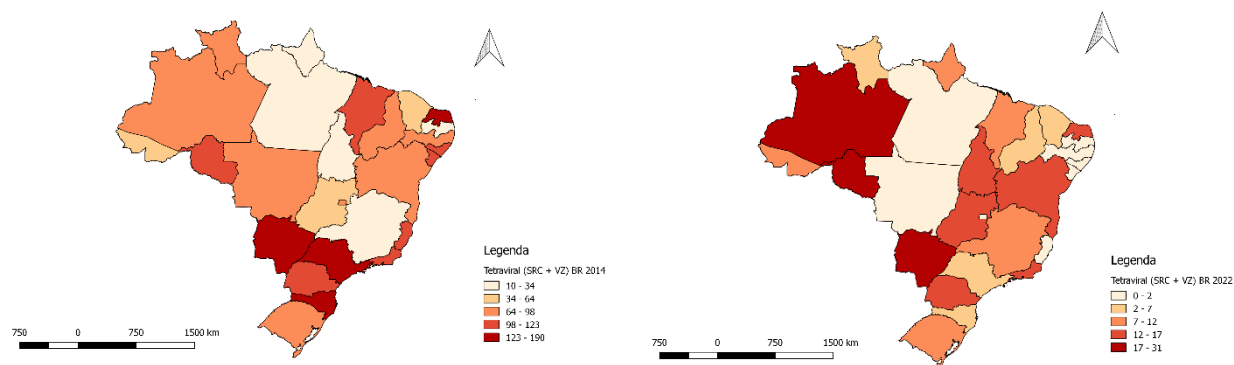 Legenda
Tetraviral (SRC + VZ) BR 2014
10 - 34
34 - 64
64 - 98
98 - 123
123 - 190
750 0 750 1500 km
Legenda
Tetraviral (SRC + VZ) BR 2022
0 - 2
2 - 7
7 - 12
12 - 17
17 - 31
750 0 750 1500 km